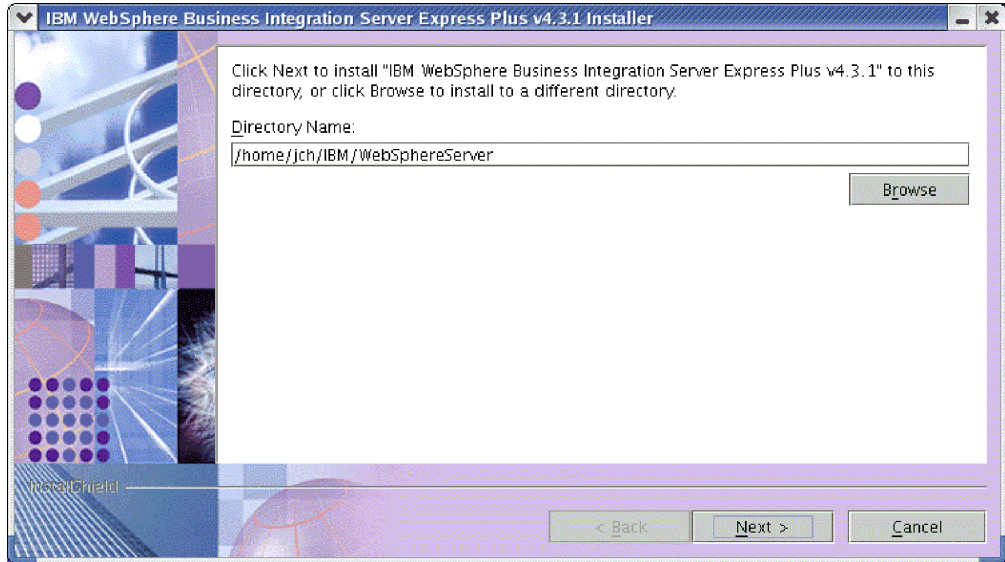 IBM WebSphere Business Integration Server Express Plus v4.3.1 Installer
Click Next to install "IBM WebSphere Business Integration Server Express Plus v4.3.1" to this
directory, or click Browse to install to a different directory.
Directory Name:
/home/jch/IBM/WebSphereServer
Browse
InstallShield
< Back
Next >
Cancel